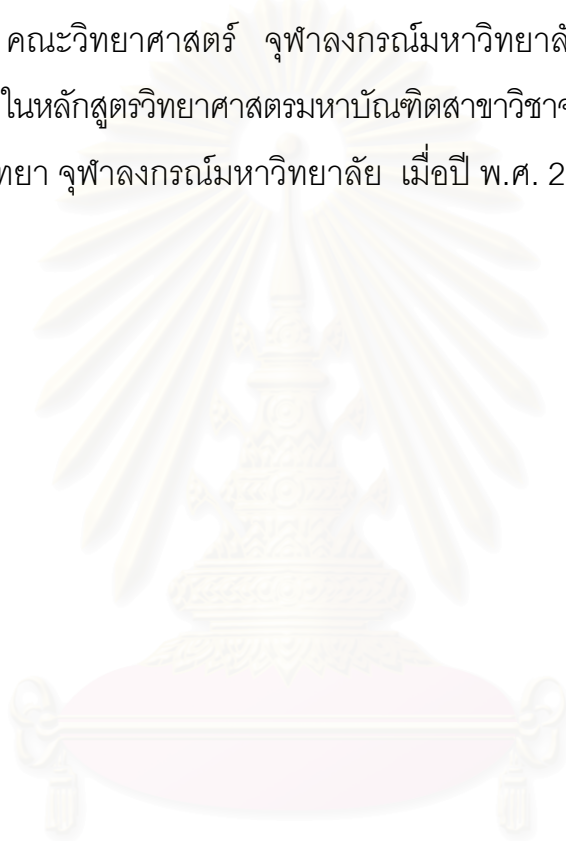 คณะวิทยาศาสตร์ จุฬาลงกรณ์มหาวิทยาลั
ในหลักสูตรวิทยาศาสตรมหาบัณฑิตสาขาวิชาจ
ทยา จุฬาลงกรณ์มหาวิทยาลัย เมื่อปี พ.ศ. 2